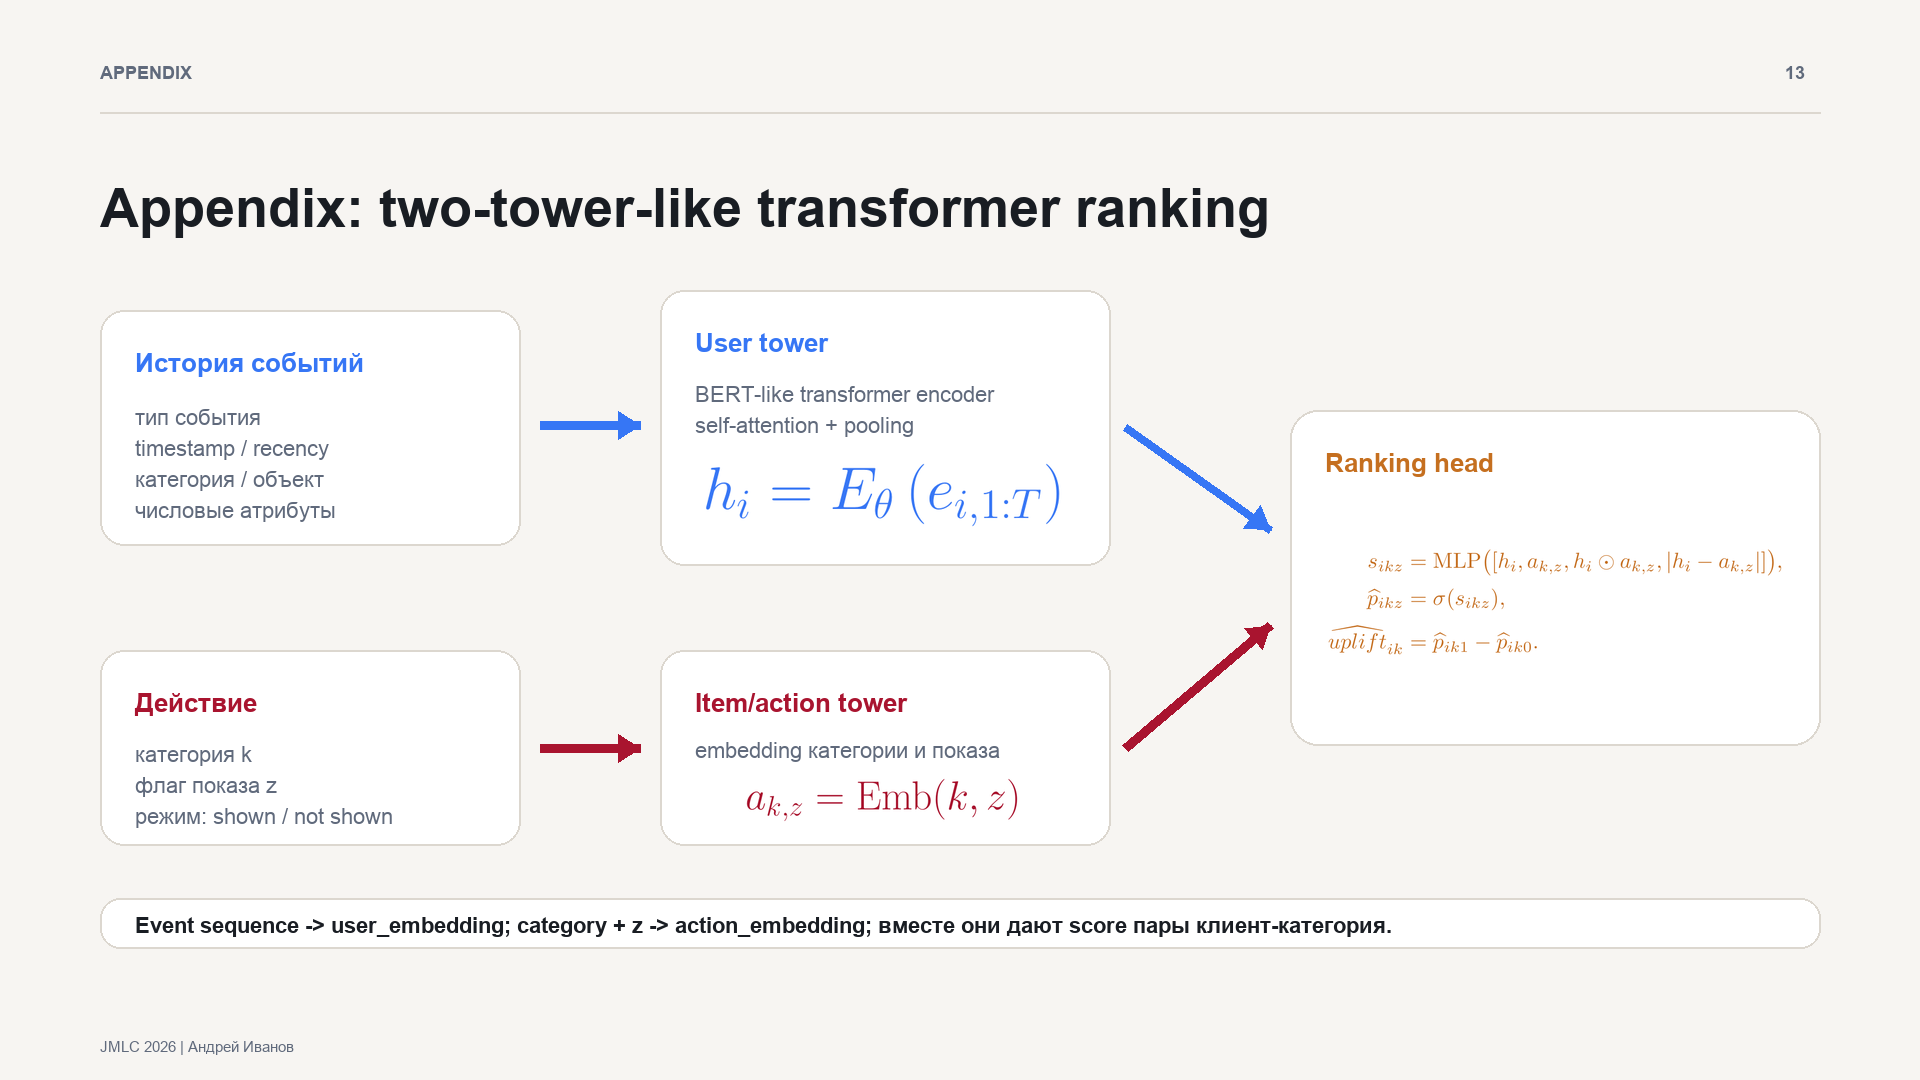 APPENDIX
13
Appendix: two-tower-like transformer ranking
История событий
тип события
timestamp / recency
категория / объект
числовые атрибуты
User tower
BERT-like transformer encoder
self-attention + pooling
h_i = E_θ (e_{i,1:T})
Ranking head
s_{ikz} = MLP([h_i, a_{k,z}, h_i ⊙ a_{k,z}, |h_i − a_{k,z}|]),
p̂_{ikz} = σ(s_{ikz}),
\widehat{uplift}_{ik} = p̂_{ik1} − p̂_{ik0}.
Действие
категория k
флаг показа z
режим: shown / not shown
Item/action tower
embedding категории и показа
a_{k,z} = Emb(k, z)
Event sequence -> user_embedding; category + z -> action_embedding; вместе они дают score пары клиент-категория.
JMLC 2026 | Андрей Иванов